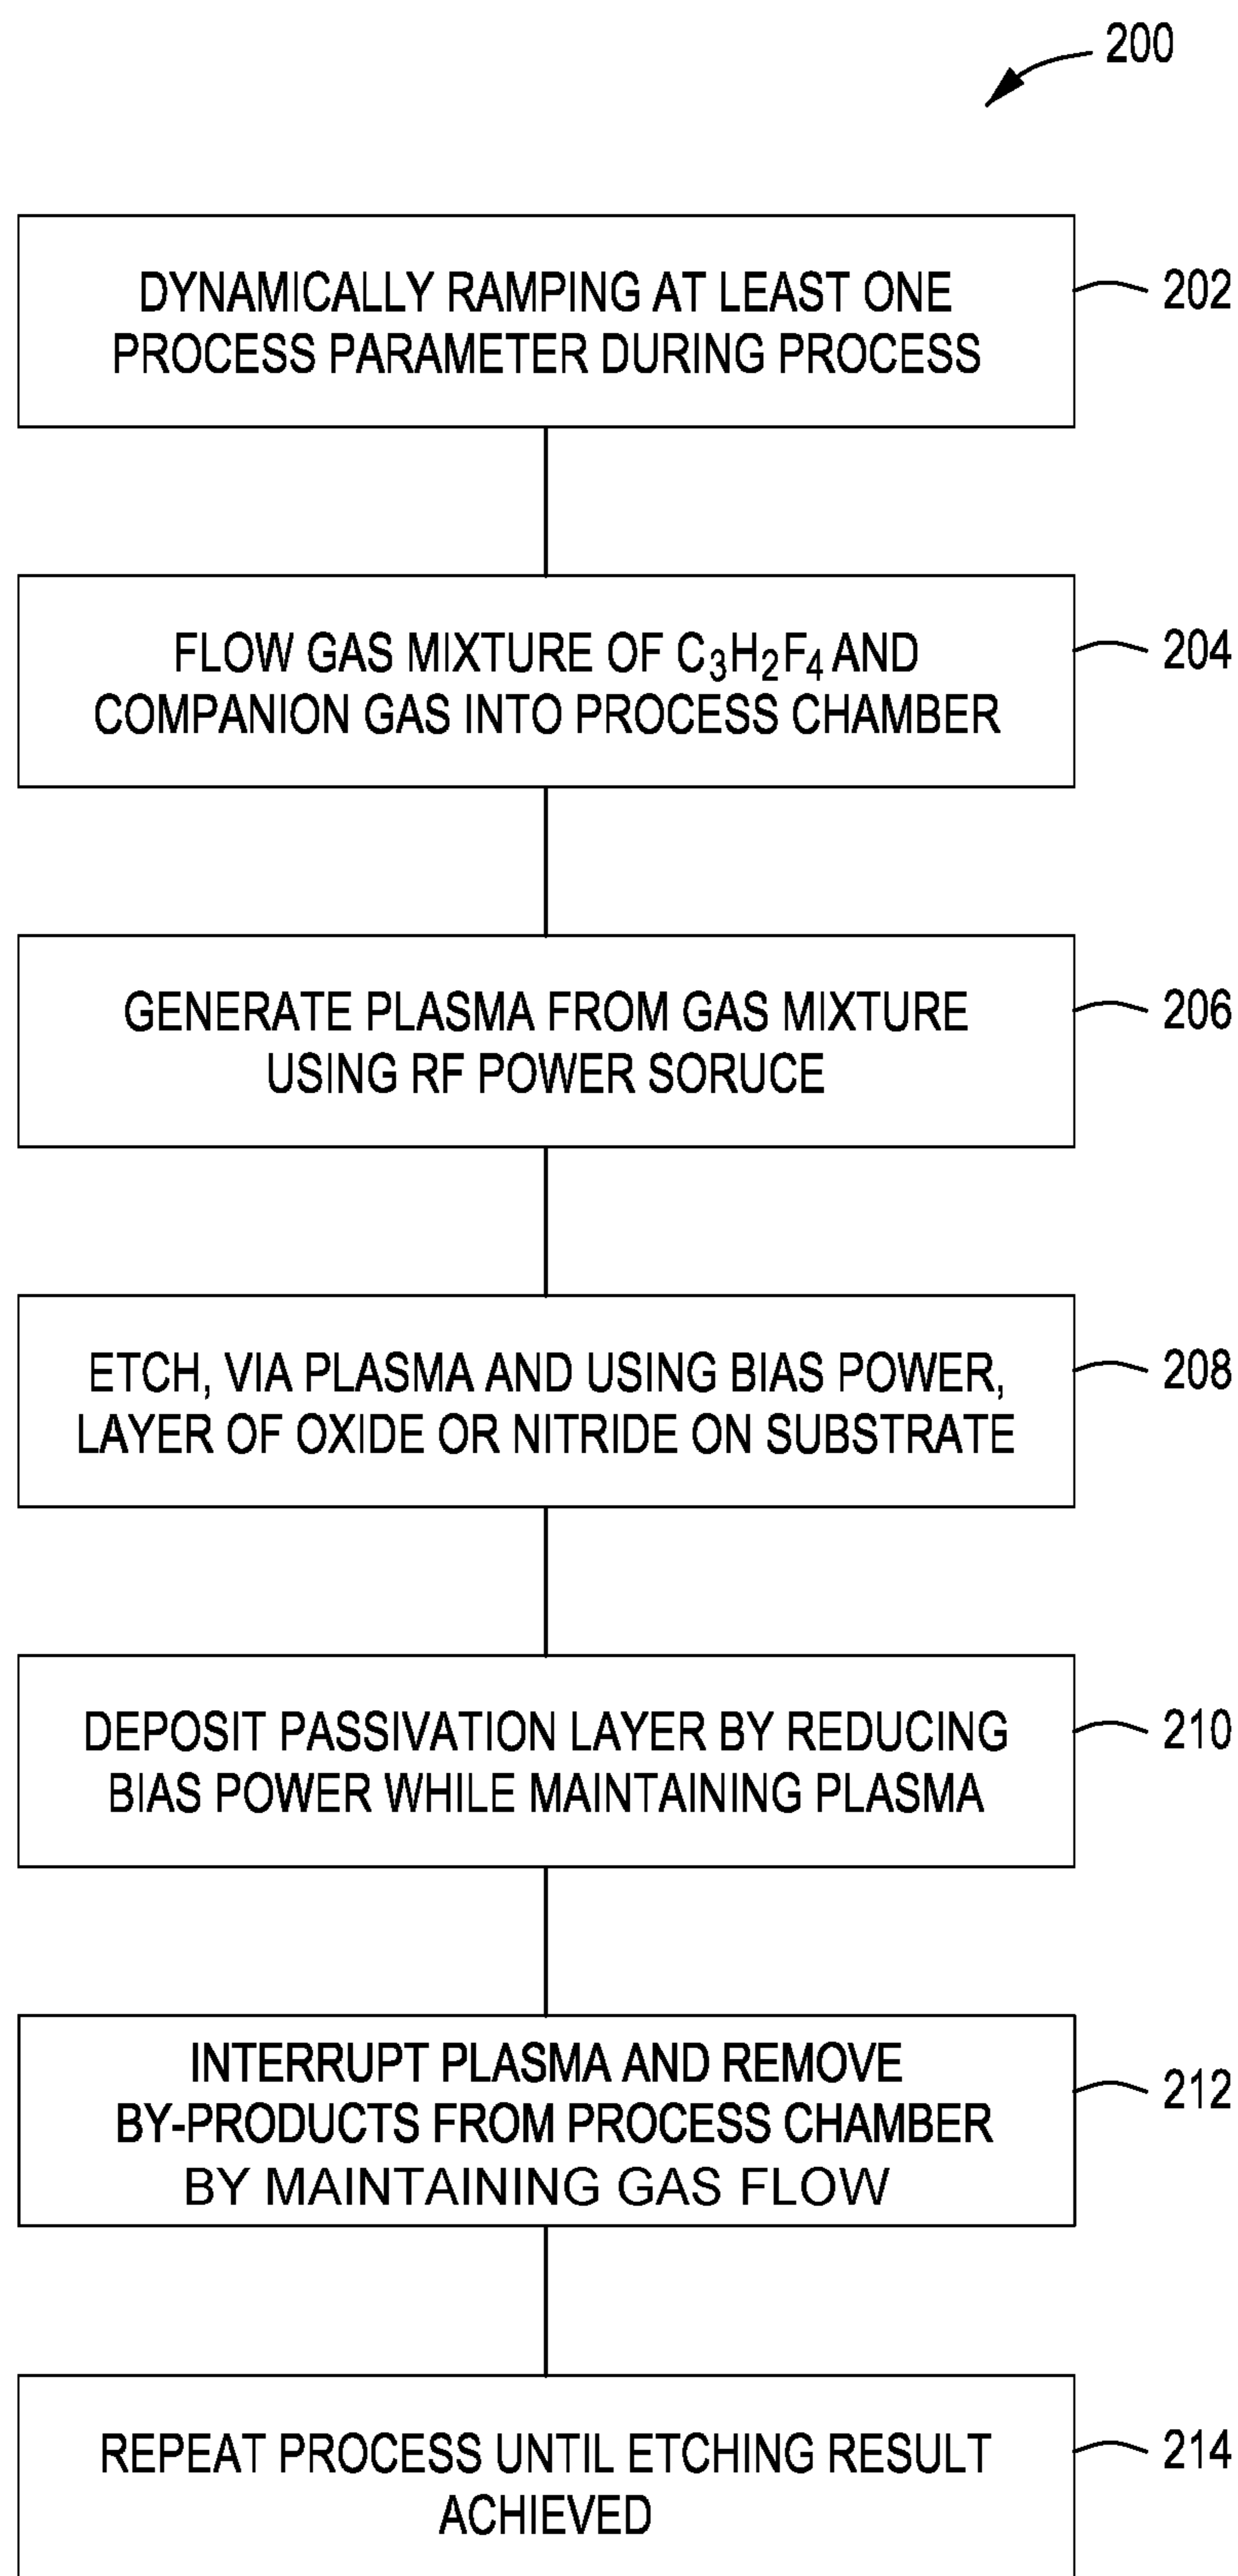 200
DYNAMICALLY RAMPING AT LEAST ONE
PROCESS PARAMETER DURING PROCESS
202
FLOW GAS MIXTURE OF C₃H₂F₄ AND
COMPANION GAS INTO PROCESS CHAMBER
204
GENERATE PLASMA FROM GAS MIXTURE
USING RF POWER SORUCE
206
ETCH, VIA PLASMA AND USING BIAS POWER,
LAYER OF OXIDE OR NITRIDE ON SUBSTRATE
208
DEPOSIT PASSIVATION LAYER BY REDUCING
BIAS POWER WHILE MAINTAINING PLASMA
210
INTERRUPT PLASMA AND REMOVE
BY-PRODUCTS FROM PROCESS CHAMBER
BY MAINTAINING GAS FLOW
212
REPEAT PROCESS UNTIL ETCHING RESULT
ACHIEVED
214